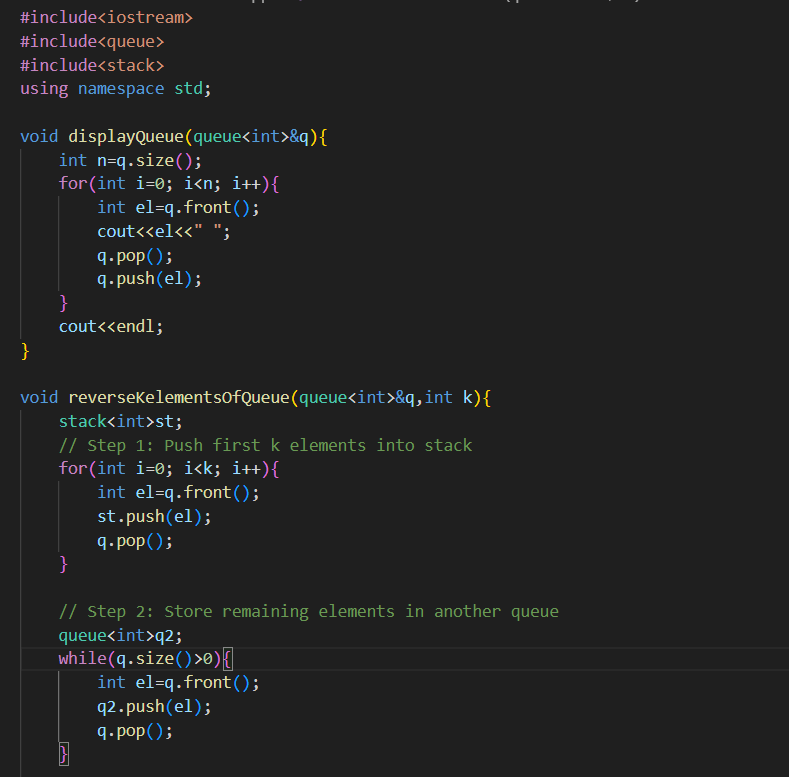 #include<iostream>
#include<queue>
#include<stack>
using namespace std;
void displayQueue(queue<int>&q){
int n=q.size();
for(int i=0; i<n; i++){
int el=q.front();
cout<<el<<" ";
q.pop();
q.push(el);
}
cout<<endl;
}
void reverseKelementsOfQueue(queue<int>&q,int k){
stack<int>st;
// Step 1: Push first k elements into stack
for(int i=0; i<k; i++){
int el=q.front();
st.push(el);
q.pop();
}
// Step 2: Store remaining elements in another queue
queue<int>q2;
while(q.size()>0){
int el=q.front();
q2.push(el);
q.pop();
}